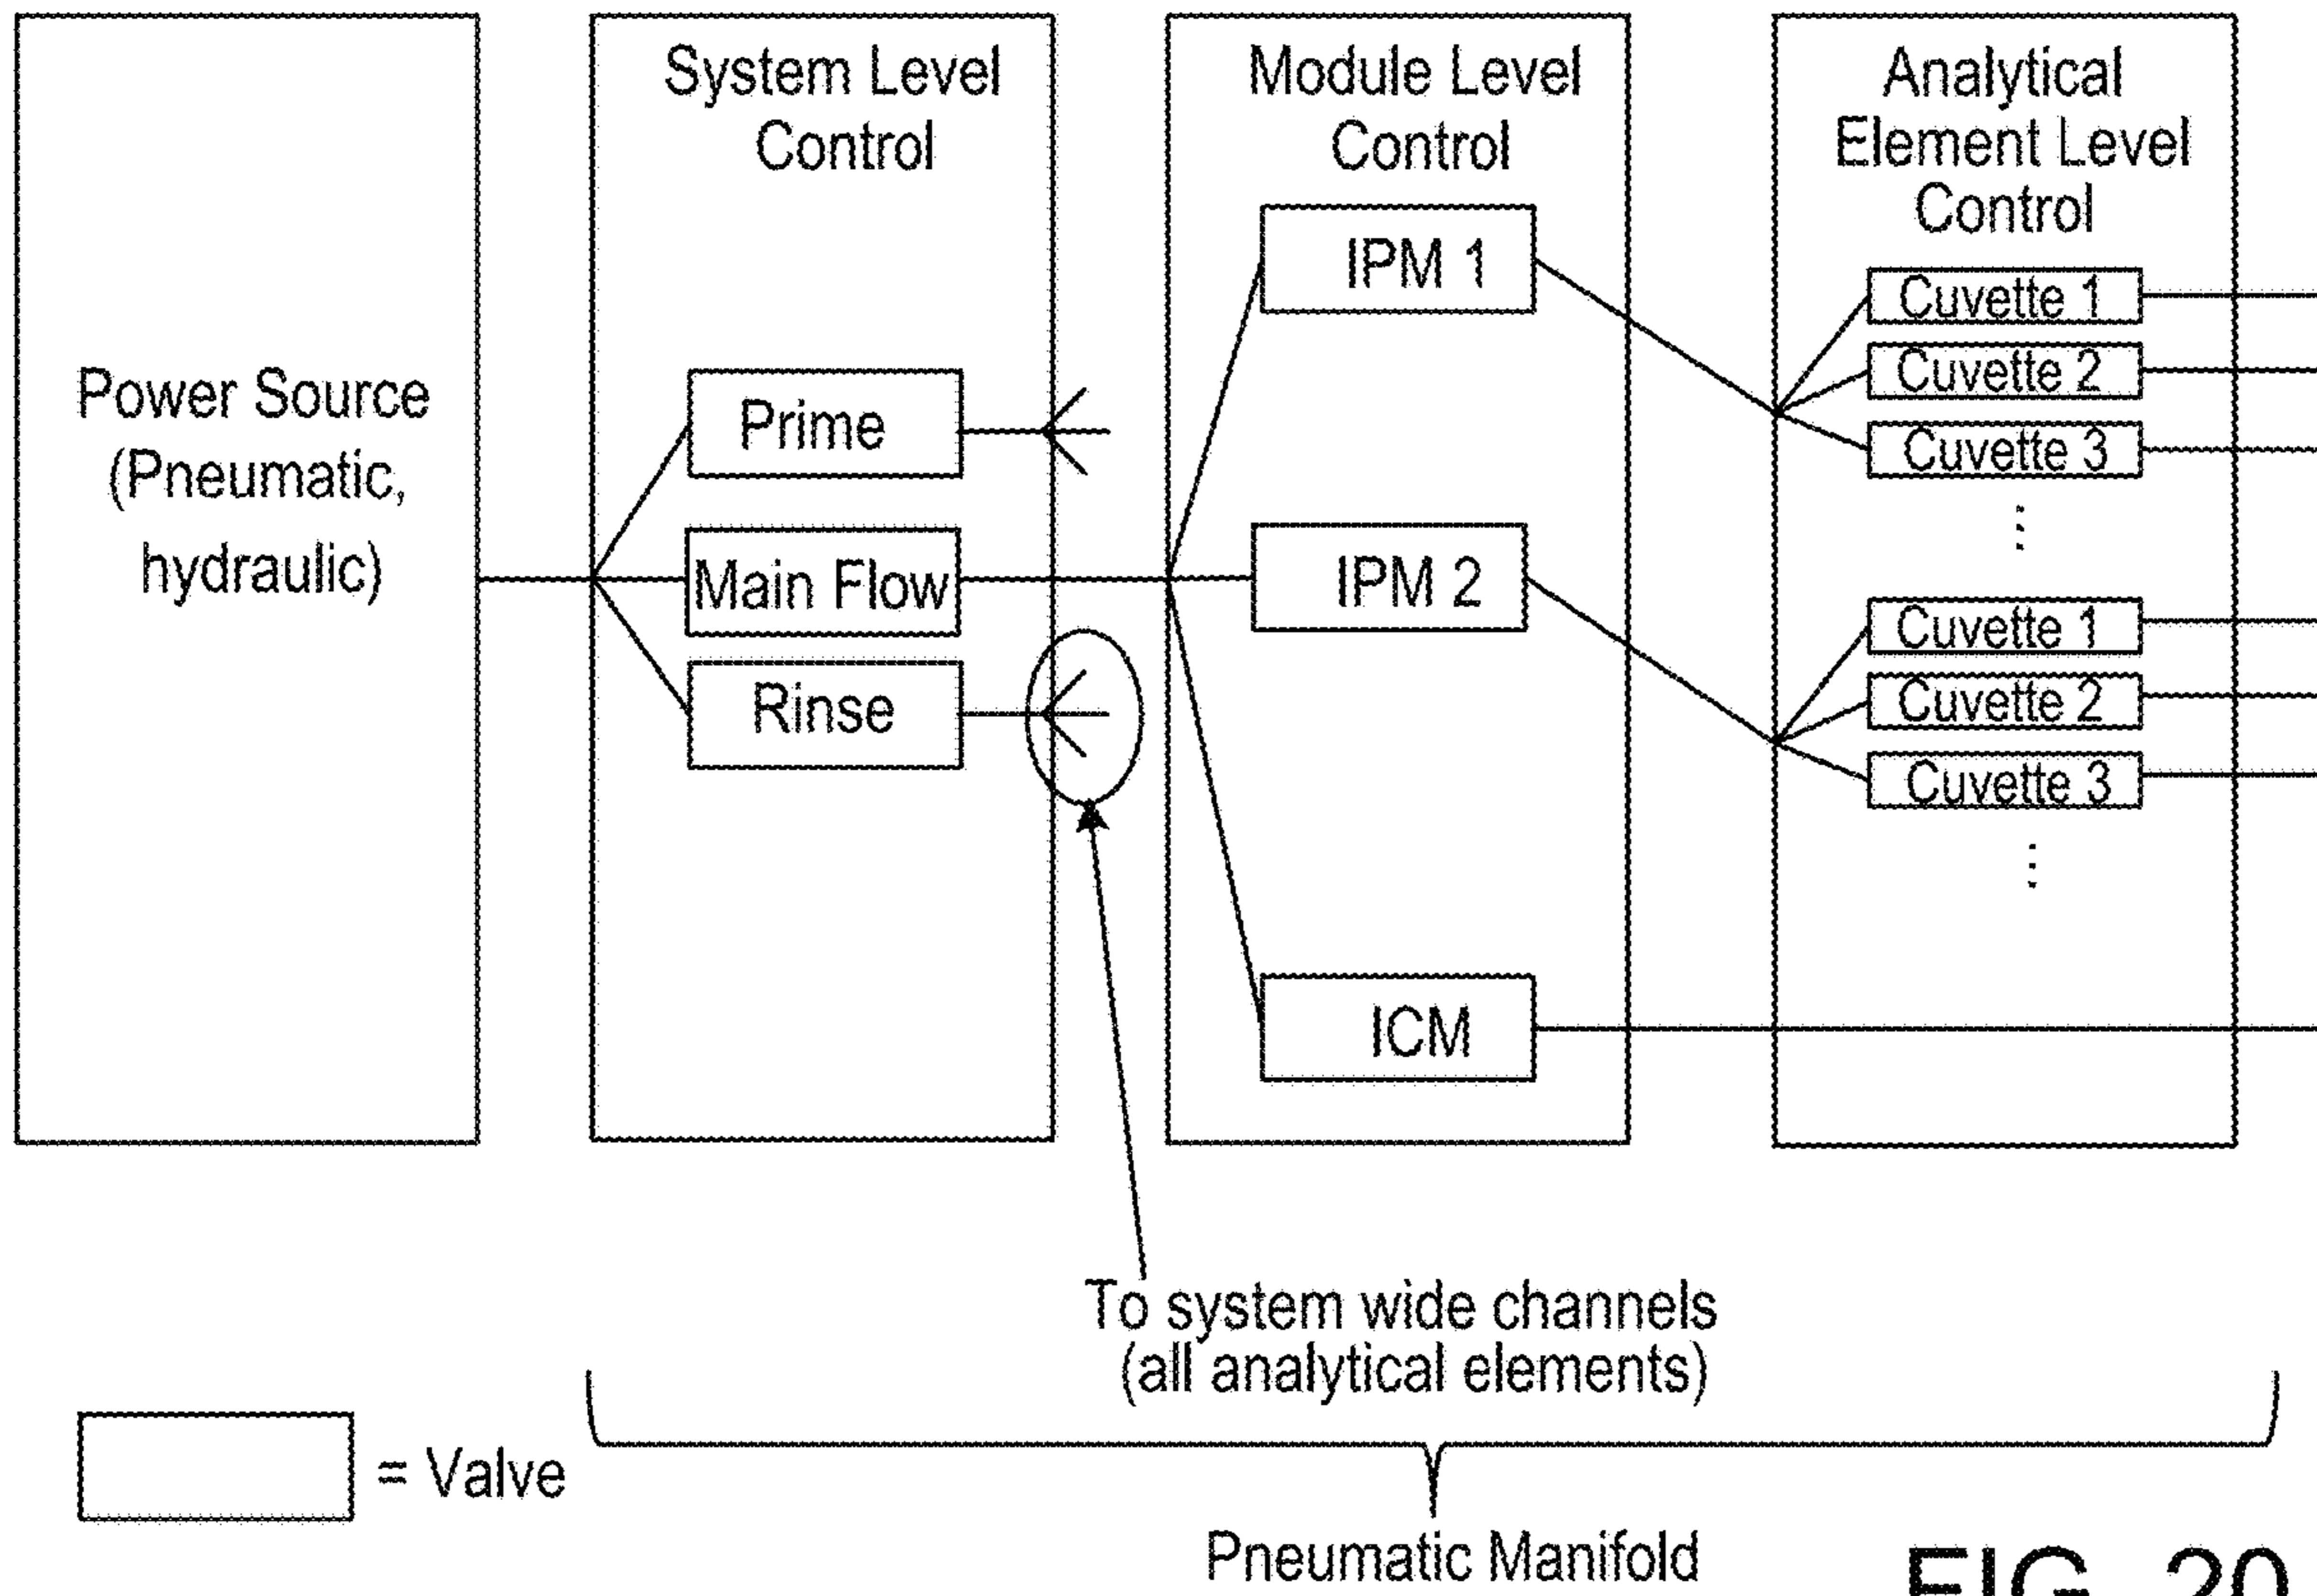 Power Source
(Pneumatic,
hydraulic)
System Level
Control
Prime
Main Flow
Rinse
Module Level
Control
IPM 1
IPM 2
ICM
Analytical
Element Level
Control
Cuvette 1
Cuvette 2
Cuvette 3
⋮
Cuvette 1
Cuvette 2
Cuvette 3
⋮
To system wide channels
(all analytical elements)
= Valve
Pneumatic Manifold
FIG. 20